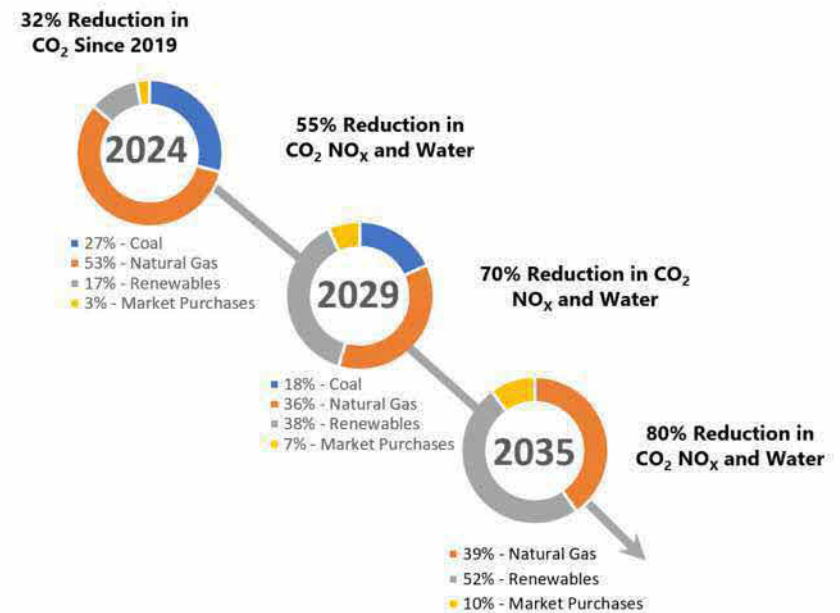 32% Reduction in
CO₂ Since 2019
2024
27% - Coal
53% - Natural Gas
17% - Renewables
3% - Market Purchases
55% Reduction in
CO₂ NOₓ and Water
2029
18% - Coal
36% - Natural Gas
38% - Renewables
7% - Market Purchases
70% Reduction in CO₂
NOₓ and Water
2035
39% - Natural Gas
52% - Renewables
10% - Market Purchases
80% Reduction in
CO₂ NOₓ and Water